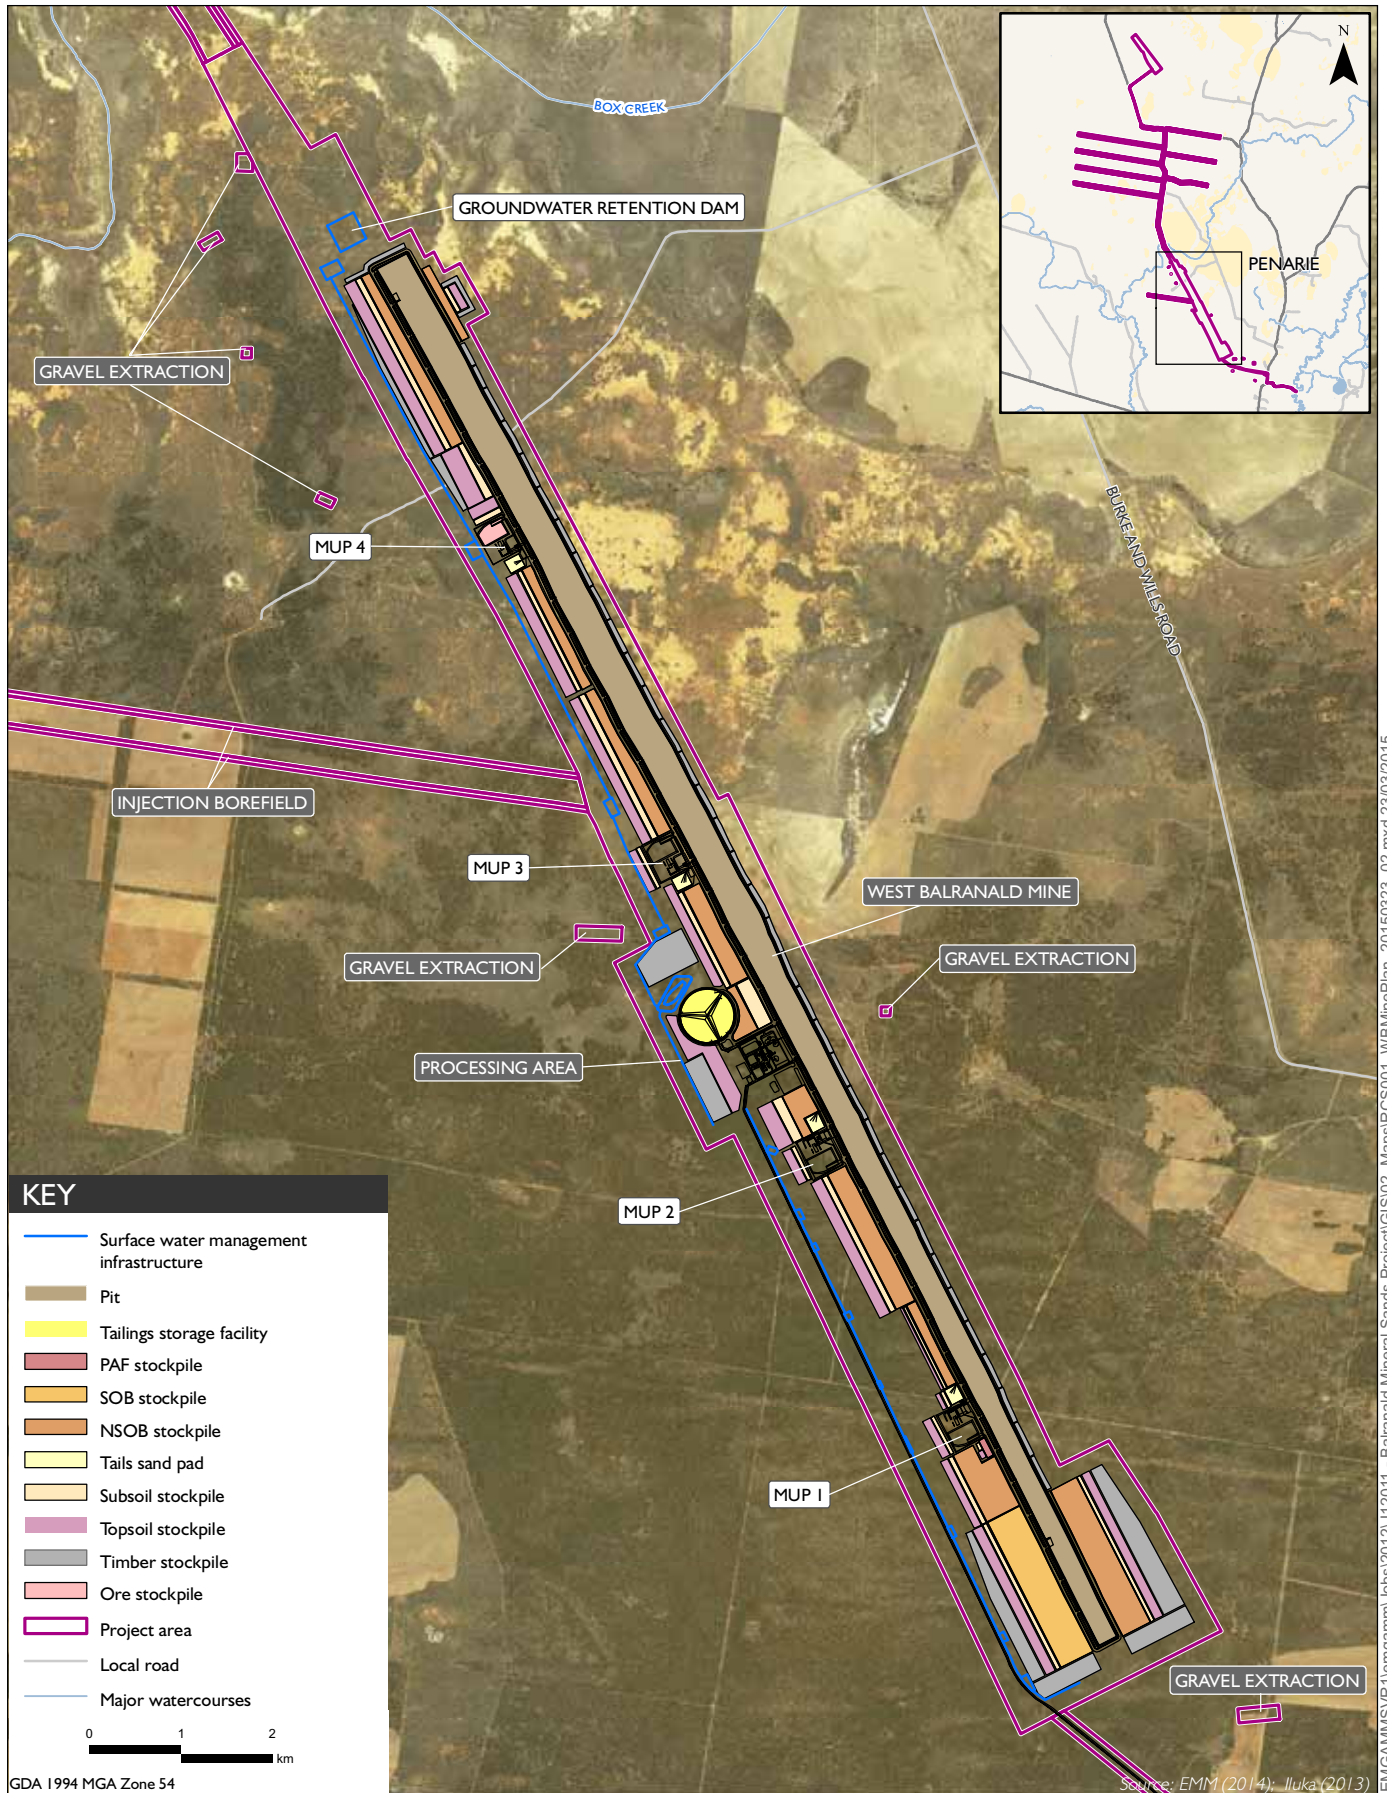 N
BOX CREEK
GROUNDWATER RETENTION DAM
PENARIE
GRAVEL EXTRACTION
BURKE AND WILLS ROAD
MUP 4
INJECTION BOREFIELD
MUP 3
WEST BALRANALD MINE
GRAVEL EXTRACTION
GRAVEL EXTRACTION
PROCESSING AREA
MUP 2
MUP 1
GRAVEL EXTRACTION
KEY
Surface water management
infrastructure
Pit
Tailings storage facility
PAF stockpile
SOB stockpile
NSOB stockpile
Tails sand pad
Subsoil stockpile
Topsoil stockpile
Timber stockpile
Ore stockpile
Project area
Local road
Major watercourses
0 1 2
km
GDA 1994 MGA Zone 54
Source: EMM (2014); Iluka (2013)